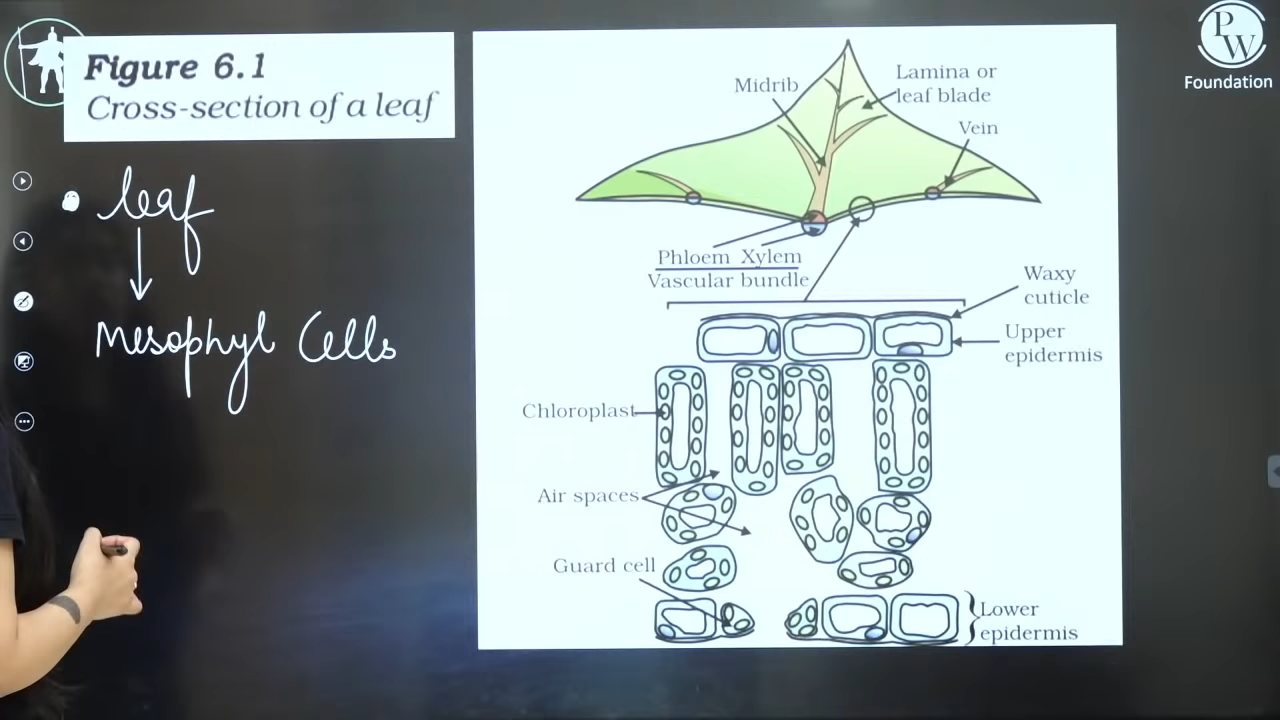 Figure 6.1
Cross-section of a leaf
leaf
Mesophyl Cells
Midrib
Lamina or
leaf blade
Vein
Phloem Xylem
Vascular bundle
Waxy
cuticle
Upper
epidermis
Chloroplast
Air spaces
Guard cell
Lower
epidermis
PW
Foundation